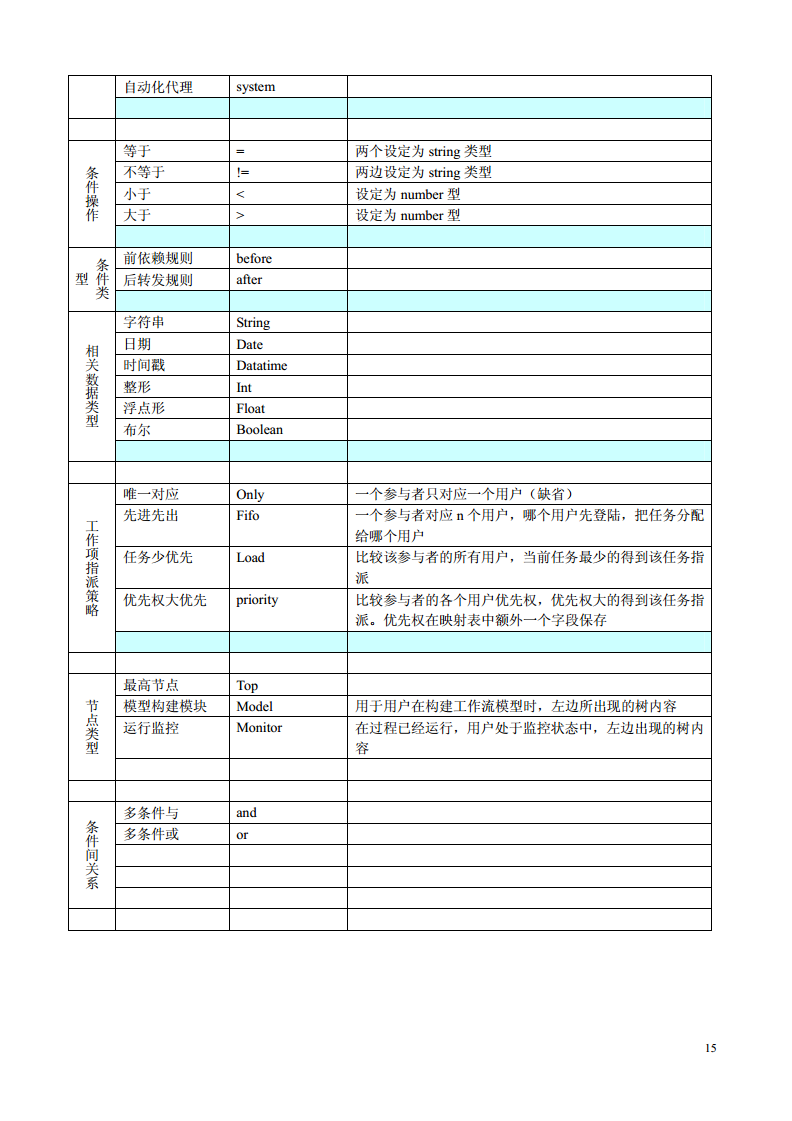 自动化代理 system
条件操作
等于 = 两个设定为 string 类型
不等于 != 两边设定为 string 类型
小于 < 设定为 number 型
大于 > 设定为 number 型
条件类型
前依赖规则 before
后转发规则 after
相关数据类型
字符串 String
日期 Date
时间戳 Datatime
整形 Int
浮点形 Float
布尔 Boolean
工作项指派策略
唯一对应 Only 一个参与者只对应一个用户（缺省）
先进先出 Fifo 一个参与者对应 n 个用户，哪个用户先登陆，把任务分配
给哪个用户
任务少优先 Load 比较该参与者的所有用户，当前任务最少的得到该任务指
派
优先权大优先 priority 比较参与者的各个用户优先权，优先权大的得到该任务指
派。优先权在映射表中额外一个字段保存
节点类型
最高节点 Top
模型构建模块 Model 用于用户在构建工作流模型时，左边所出现的树内容
运行监控 Monitor 在过程已经运行，用户处于监控状态中，左边出现的树内
容
条件间关系
多条件与 and
多条件或 or
15